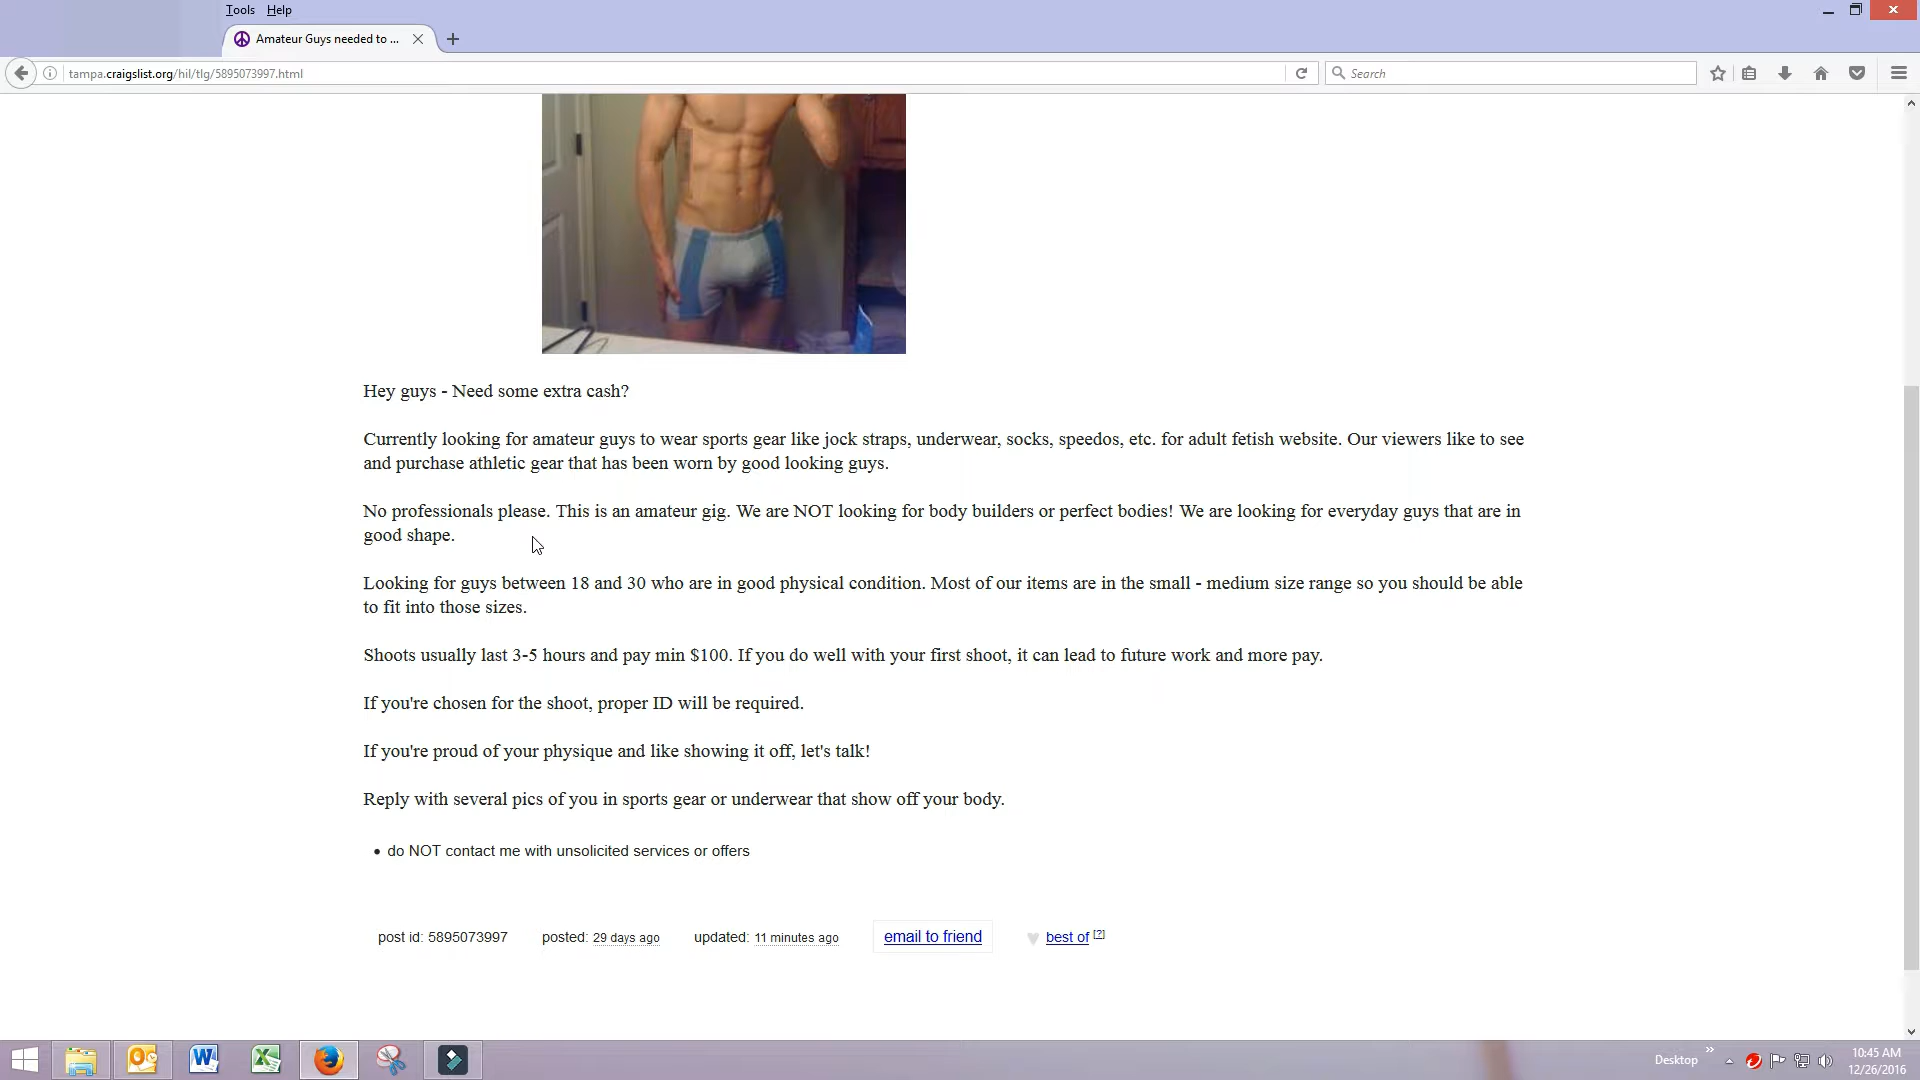 Tools Help
Amateur Guys needed to ...
tampa.craigslist.org/hil/tlg/5895073997.html
Search
Hey guys - Need some extra cash?
Currently looking for amateur guys to wear sports gear like jock straps, underwear, socks, speedos, etc. for adult fetish website. Our viewers like to see
and purchase athletic gear that has been worn by good looking guys.
No professionals please. This is an amateur gig. We are NOT looking for body builders or perfect bodies! We are looking for everyday guys that are in
good shape.
Looking for guys between 18 and 30 who are in good physical condition. Most of our items are in the small - medium size range so you should be able
to fit into those sizes.
Shoots usually last 3-5 hours and pay min $100. If you do well with your first shoot, it can lead to future work and more pay.
If you're chosen for the shoot, proper ID will be required.
If you're proud of your physique and like showing it off, let's talk!
Reply with several pics of you in sports gear or underwear that show off your body.
• do NOT contact me with unsolicited services or offers
post id: 5895073997 posted: 29 days ago updated: 11 minutes ago email to friend best of [?]
Desktop
10:45 AM
12/26/2016